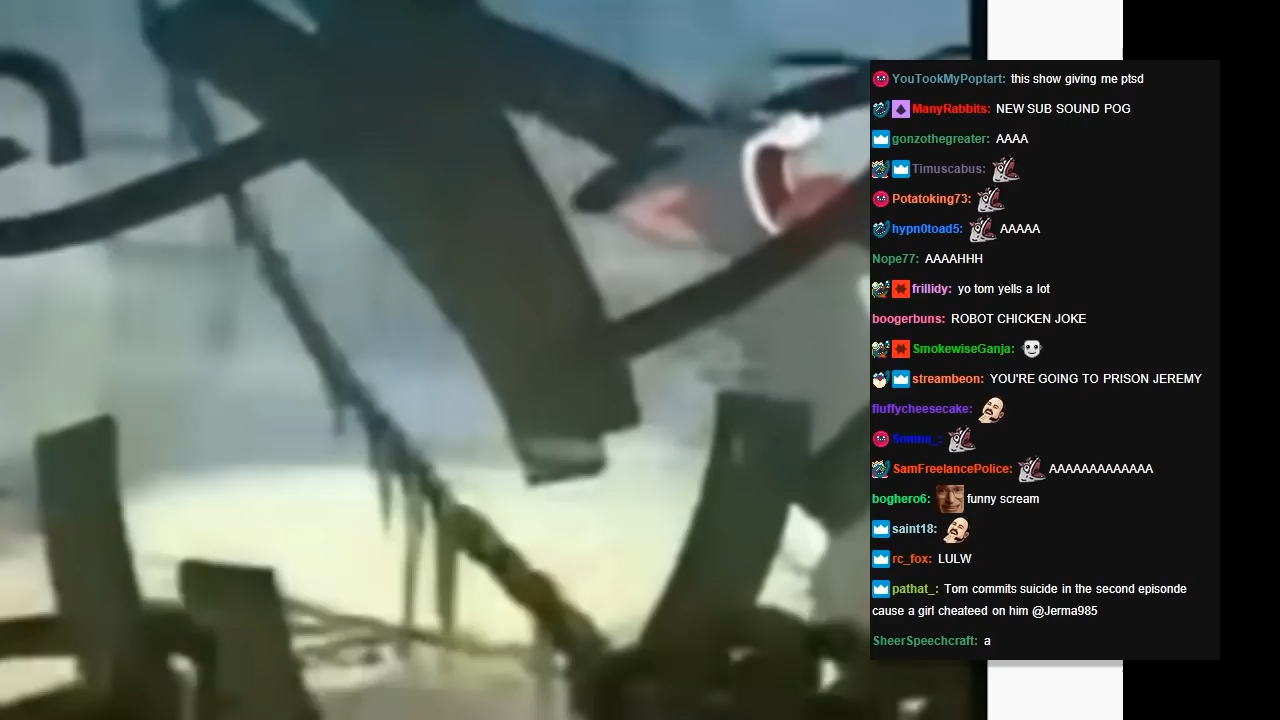 YouTookMyPoptart: this show giving me ptsd
ManyRabbits: NEW SUB SOUND POG
gonzothegreater: AAAA
Timuscabus:
Potatoking73:
hypn0toad5: AAAAA
Nope77: AAAAHHH
frillidy: yo tom yells a lot
boogerbuns: ROBOT CHICKEN JOKE
SmokewiseGanja:
streambeon: YOU'RE GOING TO PRISON JEREMY
fluffycheesecake:
Somna_:
SamFreelancePolice: AAAAAAAAAAAAA
boghero6: funny scream
saint18:
rc_fox: LULW
pathat_: Tom commits suicide in the second episonde
cause a girl cheateed on him @Jerma985
SheerSpeechcraft: a